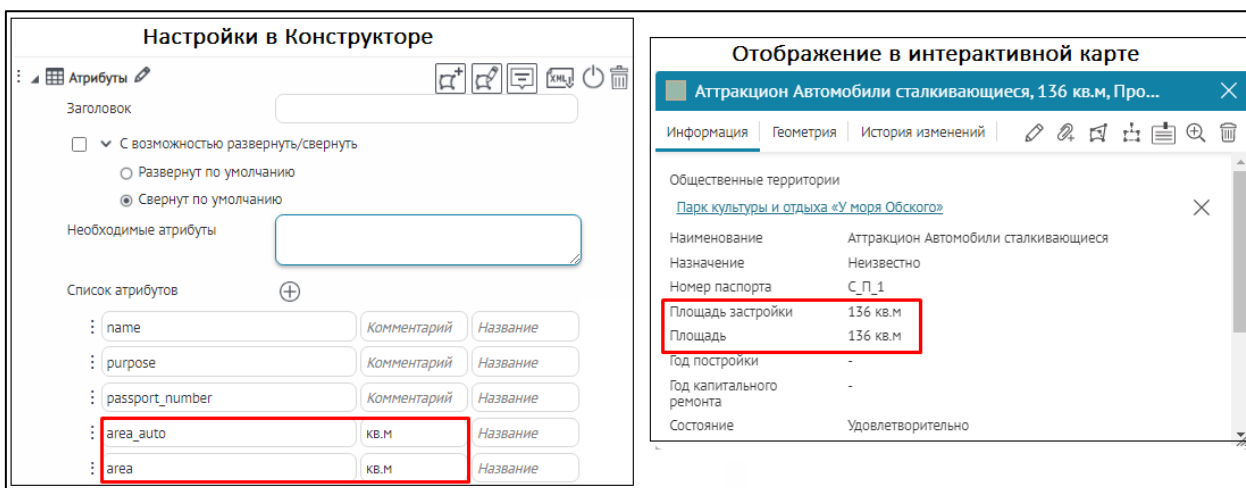 Настройки в Конструкторе
Атрибуты
XML
Заголовок
С возможностью развернуть/свернуть
Развернут по умолчанию
Свернут по умолчанию
Необходимые атрибуты
Список атрибутов
name Комментарий Название
purpose Комментарий Название
passport_number Комментарий Название
area_auto кв.м Название
area кв.м Название
Отображение в интерактивной карте
Аттракцион Автомобили сталкивающиеся, 136 кв.м, Про...
Информация Геометрия История изменений
Общественные территории
Парк культуры и отдыха «У моря Обского»
Наименование Аттракцион Автомобили сталкивающиеся
Назначение Неизвестно
Номер паспорта С_П_1
Площадь застройки 136 кв.м
Площадь 136 кв.м
Год постройки -
Год капитального -
ремонта
Состояние Удовлетворительно